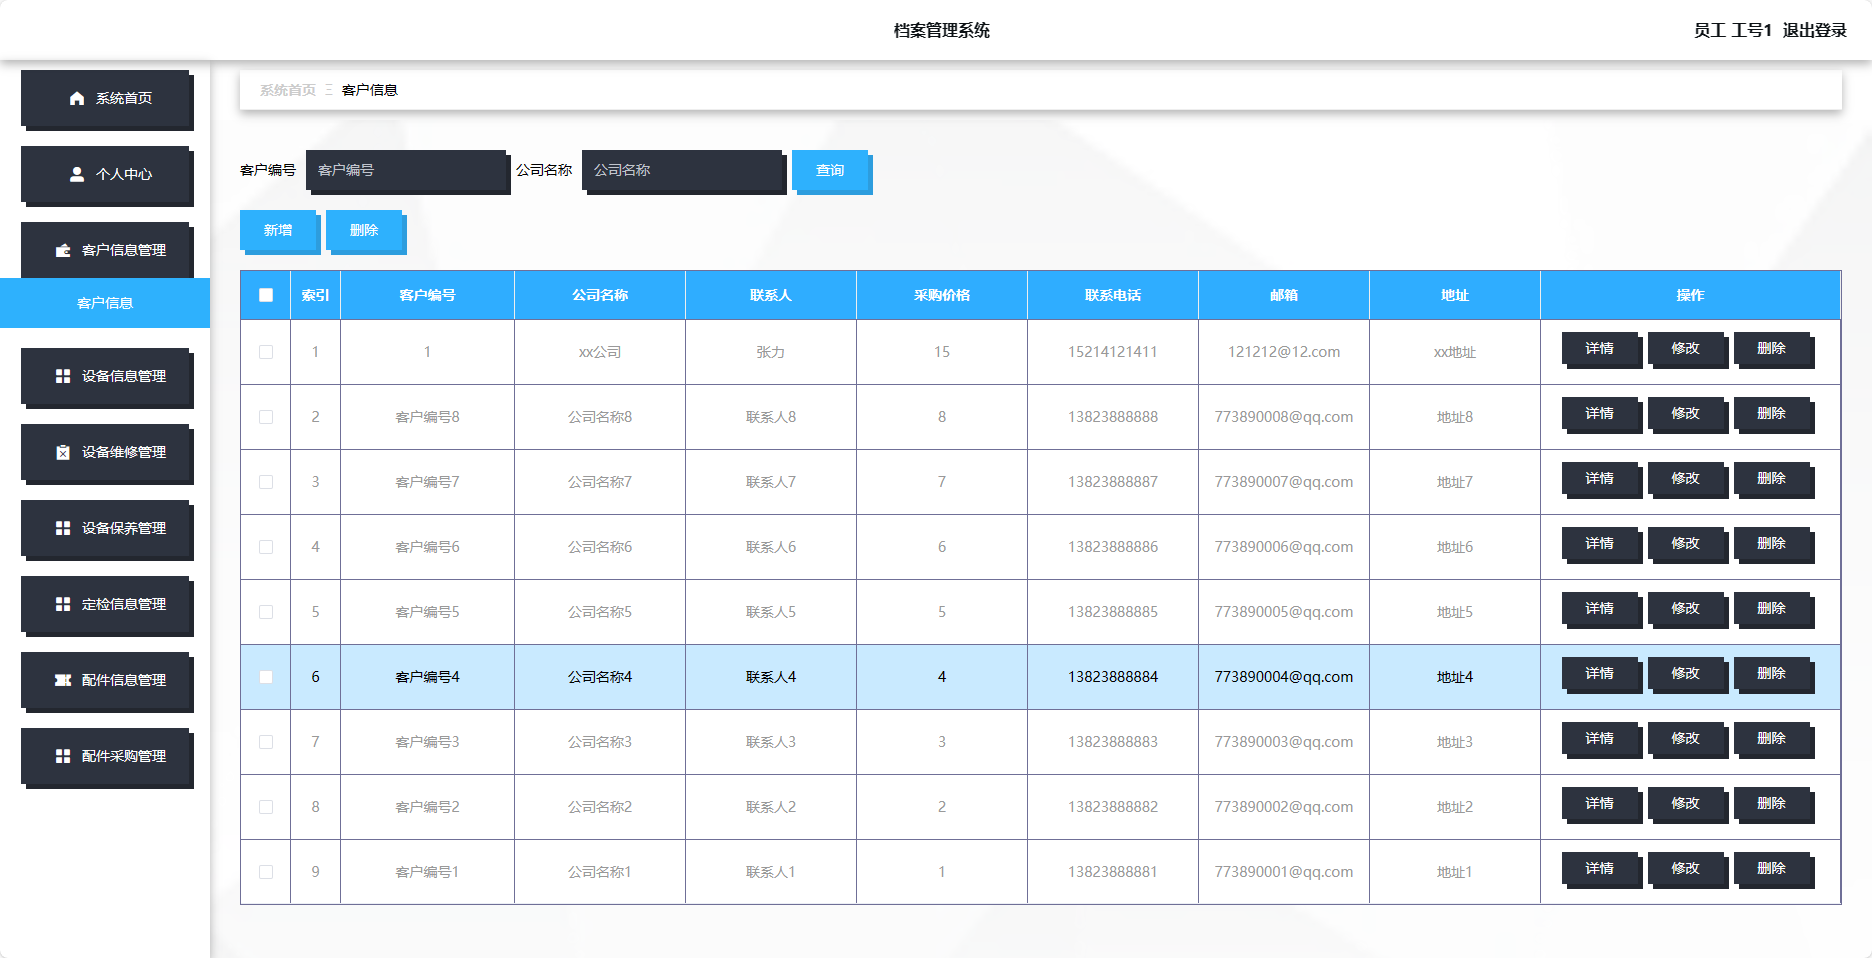 档案管理系统
员工 工号1 退出登录
系统首页
个人中心
客户信息管理
客户信息
设备信息管理
设备维修管理
设备保养管理
定检信息管理
配件信息管理
配件采购管理
系统首页 客户信息
客户编号 客户编号 公司名称 公司名称 查询
新增 删除
索引 客户编号 公司名称 联系人 采购价格 联系电话 邮箱 地址 操作
1 1 xx公司 张力 15 15214121411 121212@12.com xx地址 详情 修改 删除
2 客户编号8 公司名称8 联系人8 8 13823888888 773890008@qq.com 地址8 详情 修改 删除
3 客户编号7 公司名称7 联系人7 7 13823888887 773890007@qq.com 地址7 详情 修改 删除
4 客户编号6 公司名称6 联系人6 6 13823888886 773890006@qq.com 地址6 详情 修改 删除
5 客户编号5 公司名称5 联系人5 5 13823888885 773890005@qq.com 地址5 详情 修改 删除
6 客户编号4 公司名称4 联系人4 4 13823888884 773890004@qq.com 地址4 详情 修改 删除
7 客户编号3 公司名称3 联系人3 3 13823888883 773890003@qq.com 地址3 详情 修改 删除
8 客户编号2 公司名称2 联系人2 2 13823888882 773890002@qq.com 地址2 详情 修改 删除
9 客户编号1 公司名称1 联系人1 1 13823888881 773890001@qq.com 地址1 详情 修改 删除